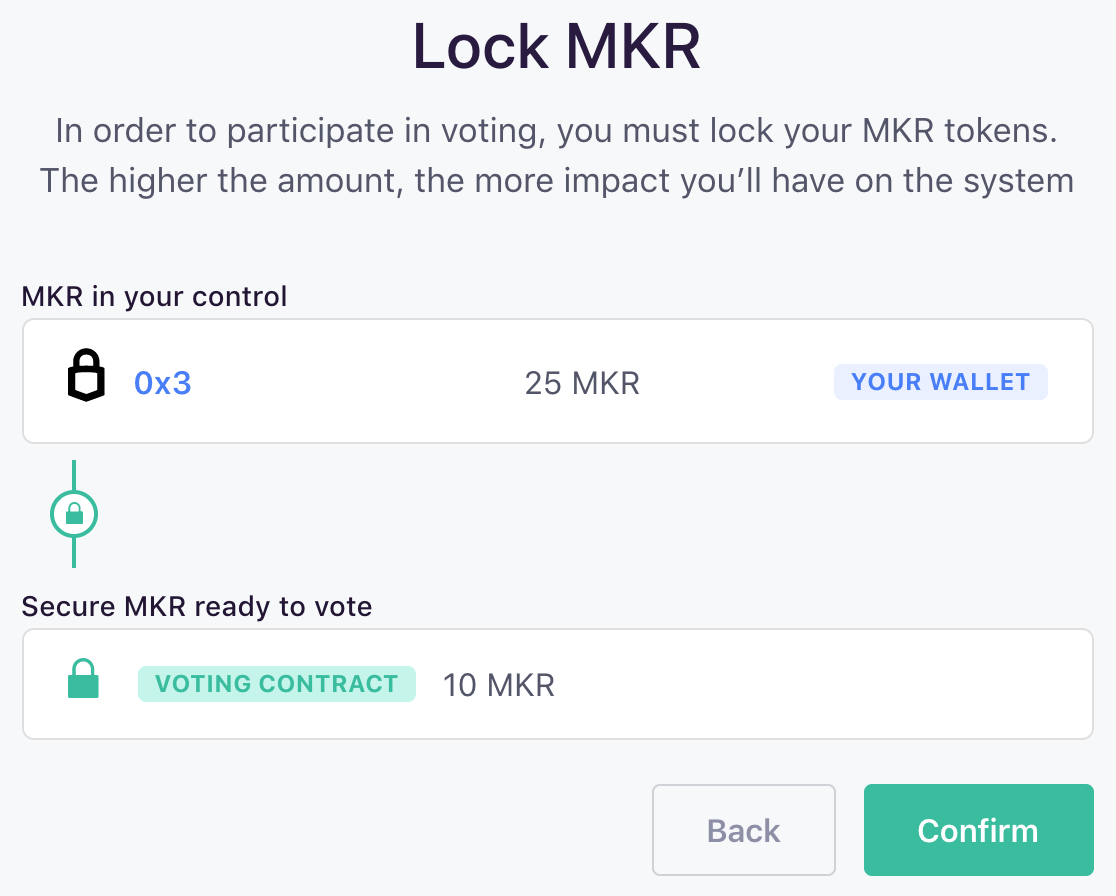 Lock MKR
In order to participate in voting, you must lock your MKR tokens.
The higher the amount, the more impact you’ll have on the system
MKR in your control
0x3 25 MKR YOUR WALLET
Secure MKR ready to vote
VOTING CONTRACT 10 MKR
Back Confirm